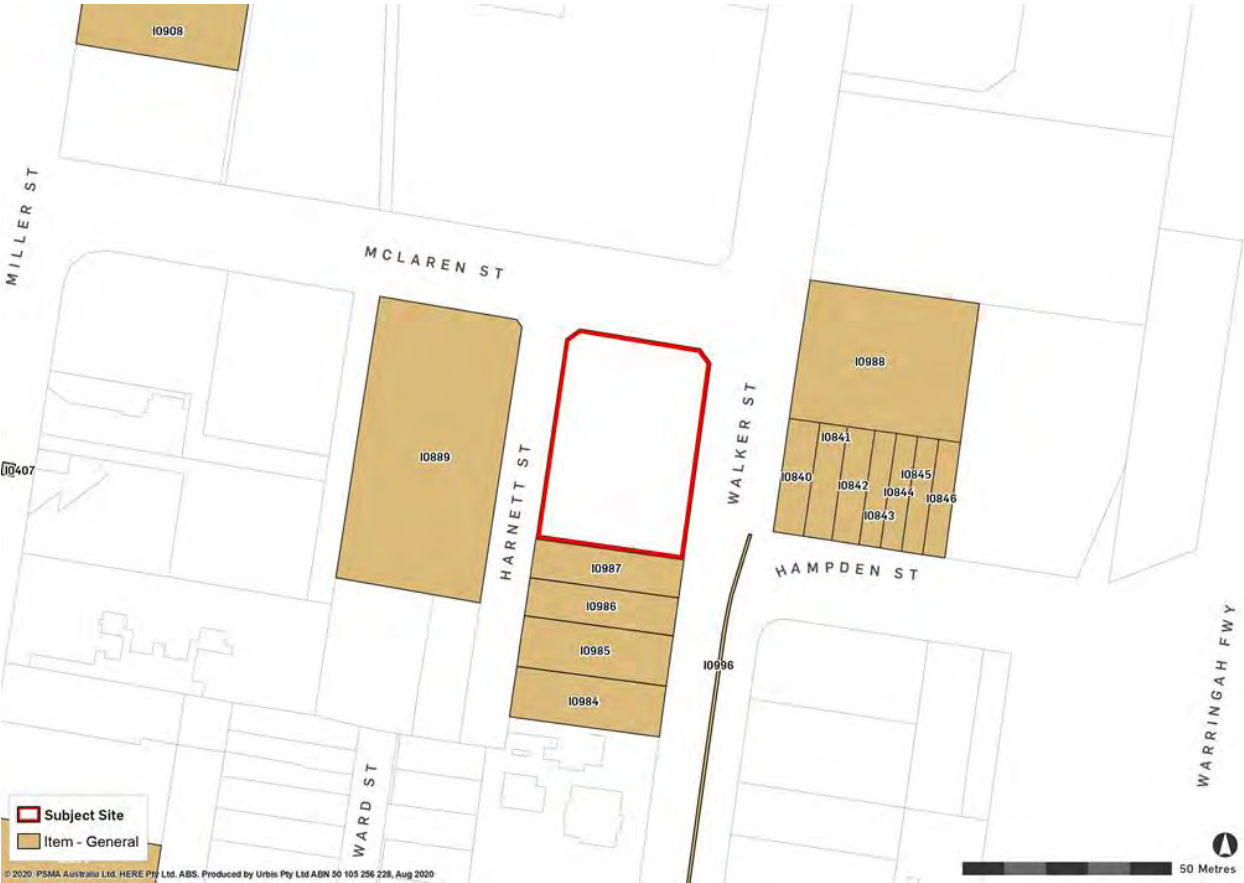 I0908
MILLER ST
MCLAREN ST
I0988
I0841
I0889
WALKER ST
I0845
I0407
I0840
I0842
I0844
I0846
I0843
HARNETT ST
I0987
HAMPDEN ST
I0986
I0985
I0996
I0984
WARRINGAH FWY
WARD ST
Subject Site
Item - General
© 2020. PSMA Australia Ltd, HERE Pty Ltd. ABS. Produced by Urbis Pty Ltd ABN 50 105 256 228, Aug 2020
50 Metres